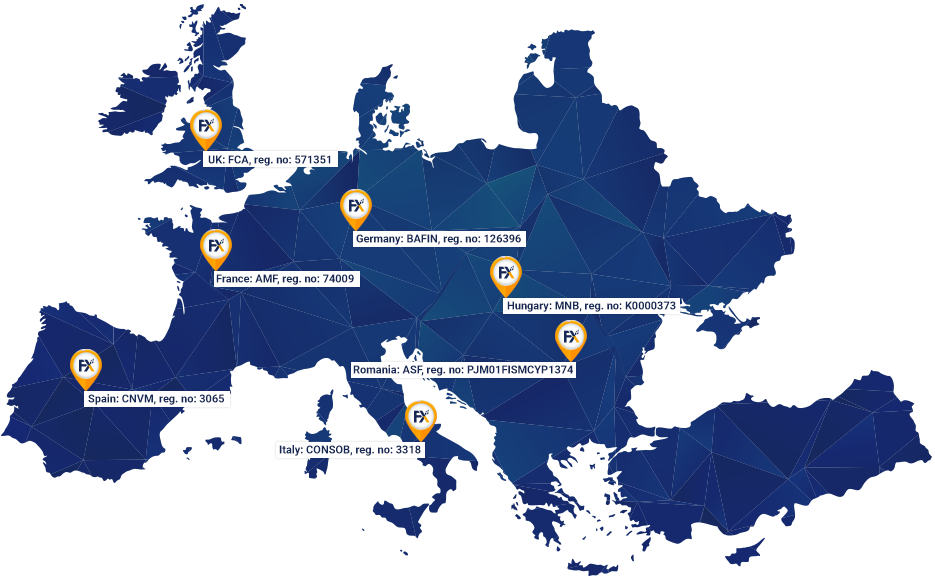 FX
UK: FCA, reg. no: 571351
FX
Germany: BAFIN, reg. no: 126396
FX
France: AMF, reg. no: 74009
FX
Hungary: MNB, reg. no: K0000373
FX
Romania: ASF, reg. no: PJM01FISMCYP1374
FX
Spain: CNVM, reg. no: 3065
FX
Italy: CONSOB, reg. no: 3318